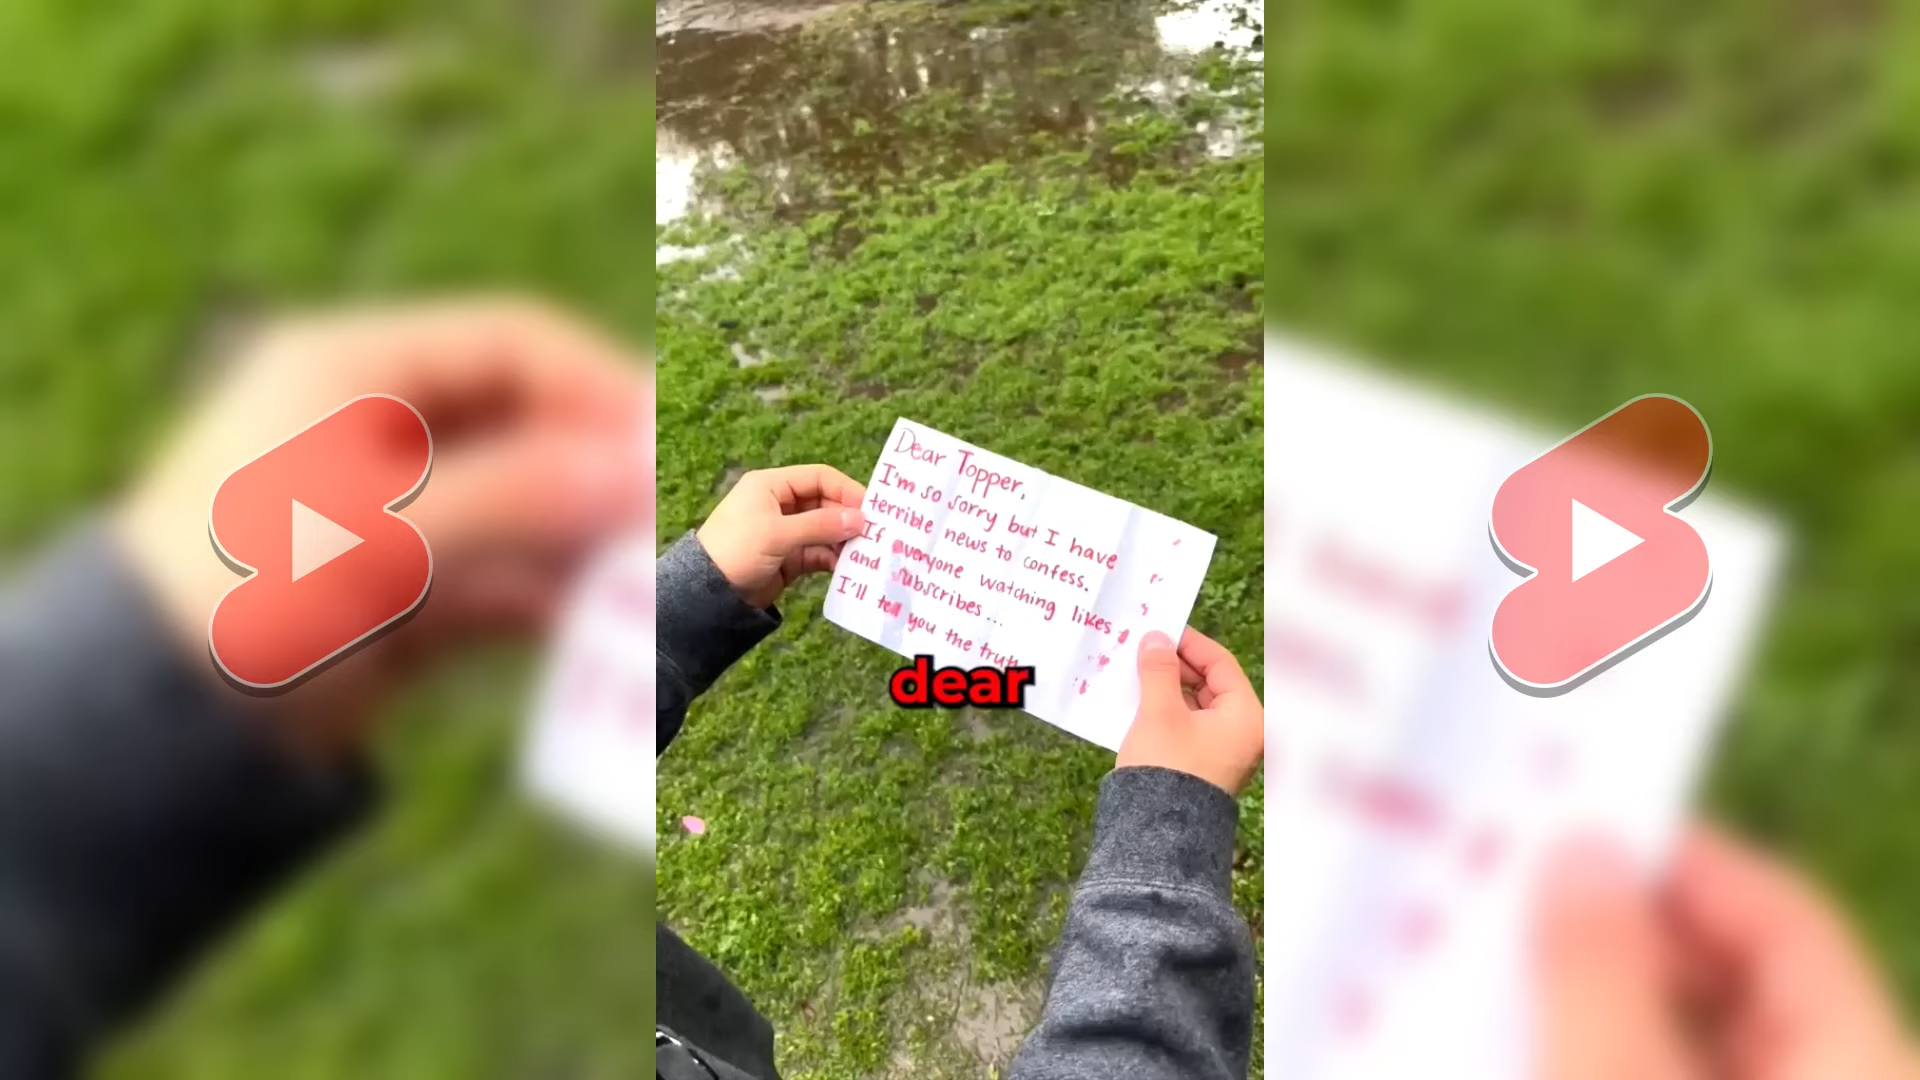 Dear Topper,
I'm so sorry but I have
terrible news to confess.
If everyone watching likes
and subscribes...
I'll tell you the truth
dear